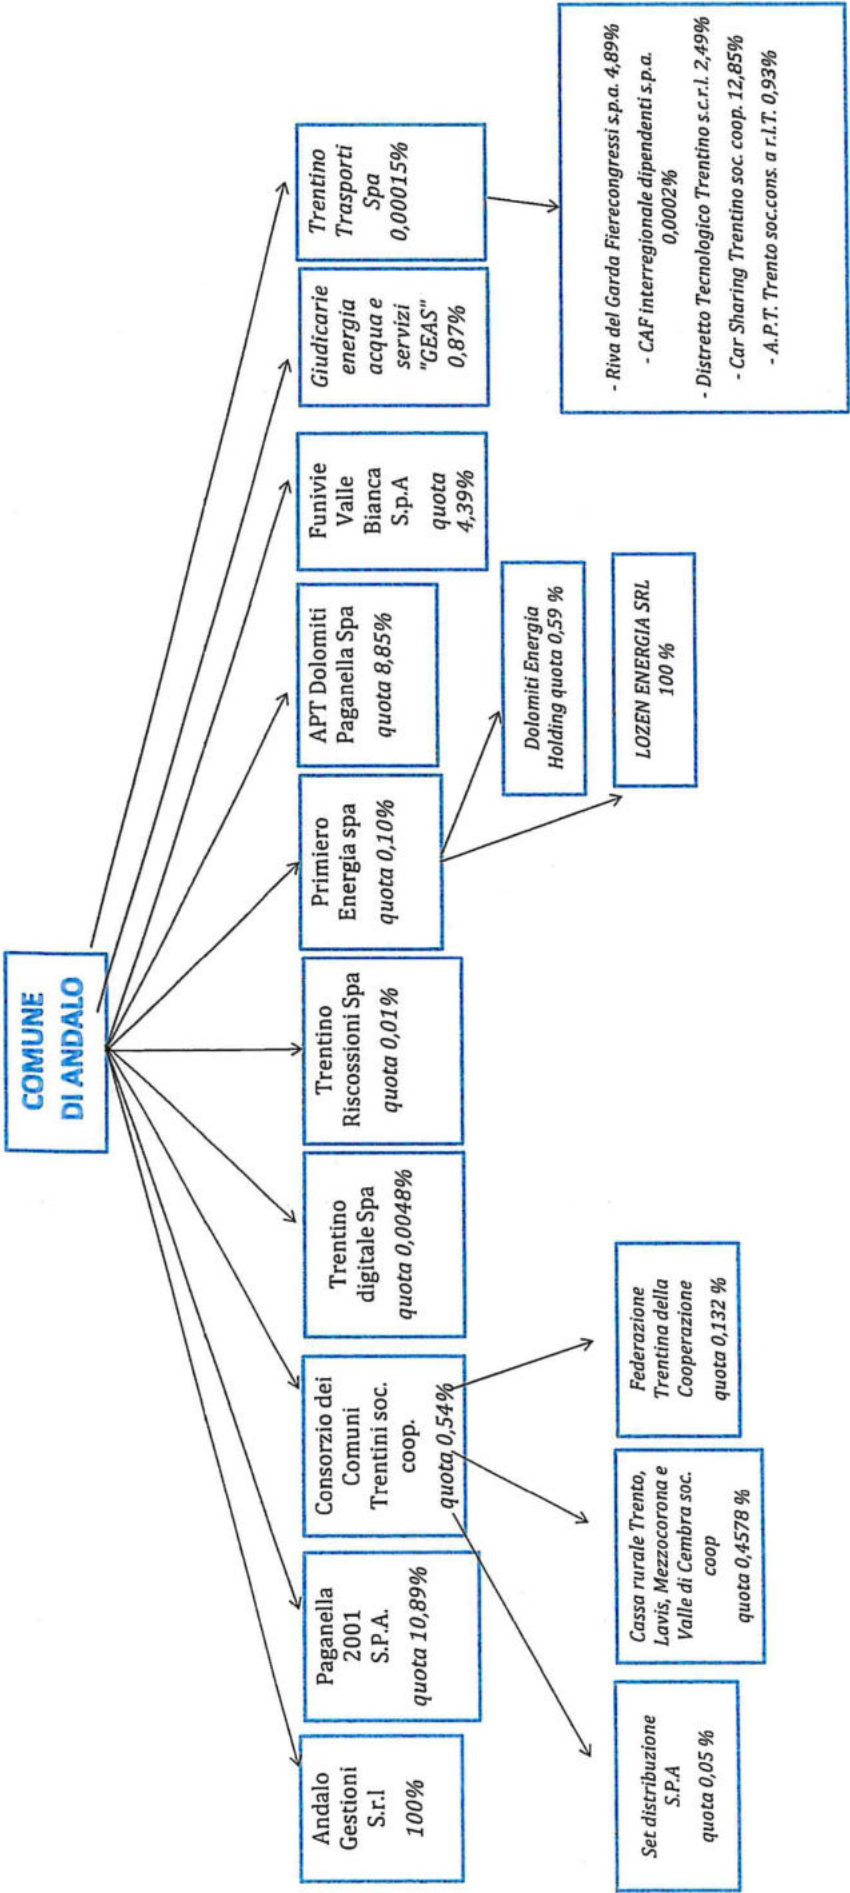 COMUNE
DI ANDALO
Andalo
Gestioni
S.r.l
100%
Paganella
2001
S.P.A.
quota 10,89%
Consorzio dei
Comuni
Trentini soc.
coop.
quota 0,54%
Trentino
digitale Spa
quota 0,0048%
Trentino
Riscossioni Spa
quota 0,01%
Primiero
Energia spa
quota 0,10%
APT Dolomiti
Paganella Spa
quota 8,85%
Funivie
Valle
Bianca
S.p.A
quota
4,39%
Giudicarie
energia
acqua e
servizi
"GEAS"
0,87%
Trentino
Trasporti
Spa
0,00015%
Set distribuzione
S.P.A
quota 0,05 %
Cassa rurale Trento,
Lavis, Mezzocorona e
Valle di Cembra soc.
coop
quota 0,4578 %
Federazione
Trentina della
Cooperazione
quota 0,132 %
Dolomiti Energia
Holding quota 0,59 %
LOZEN ENERGIA SRL
100 %
- Riva del Garda Fierecongressi s.p.a. 4,89%
- CAF interregionale dipendenti s.p.a.
0,0002%
- Distretto Tecnologico Trentino s.c.r.l. 2,49%
- Car Sharing Trentino soc. coop. 12,85%
- A.P.T. Trento soc.cons. a r.l.T. 0,93%